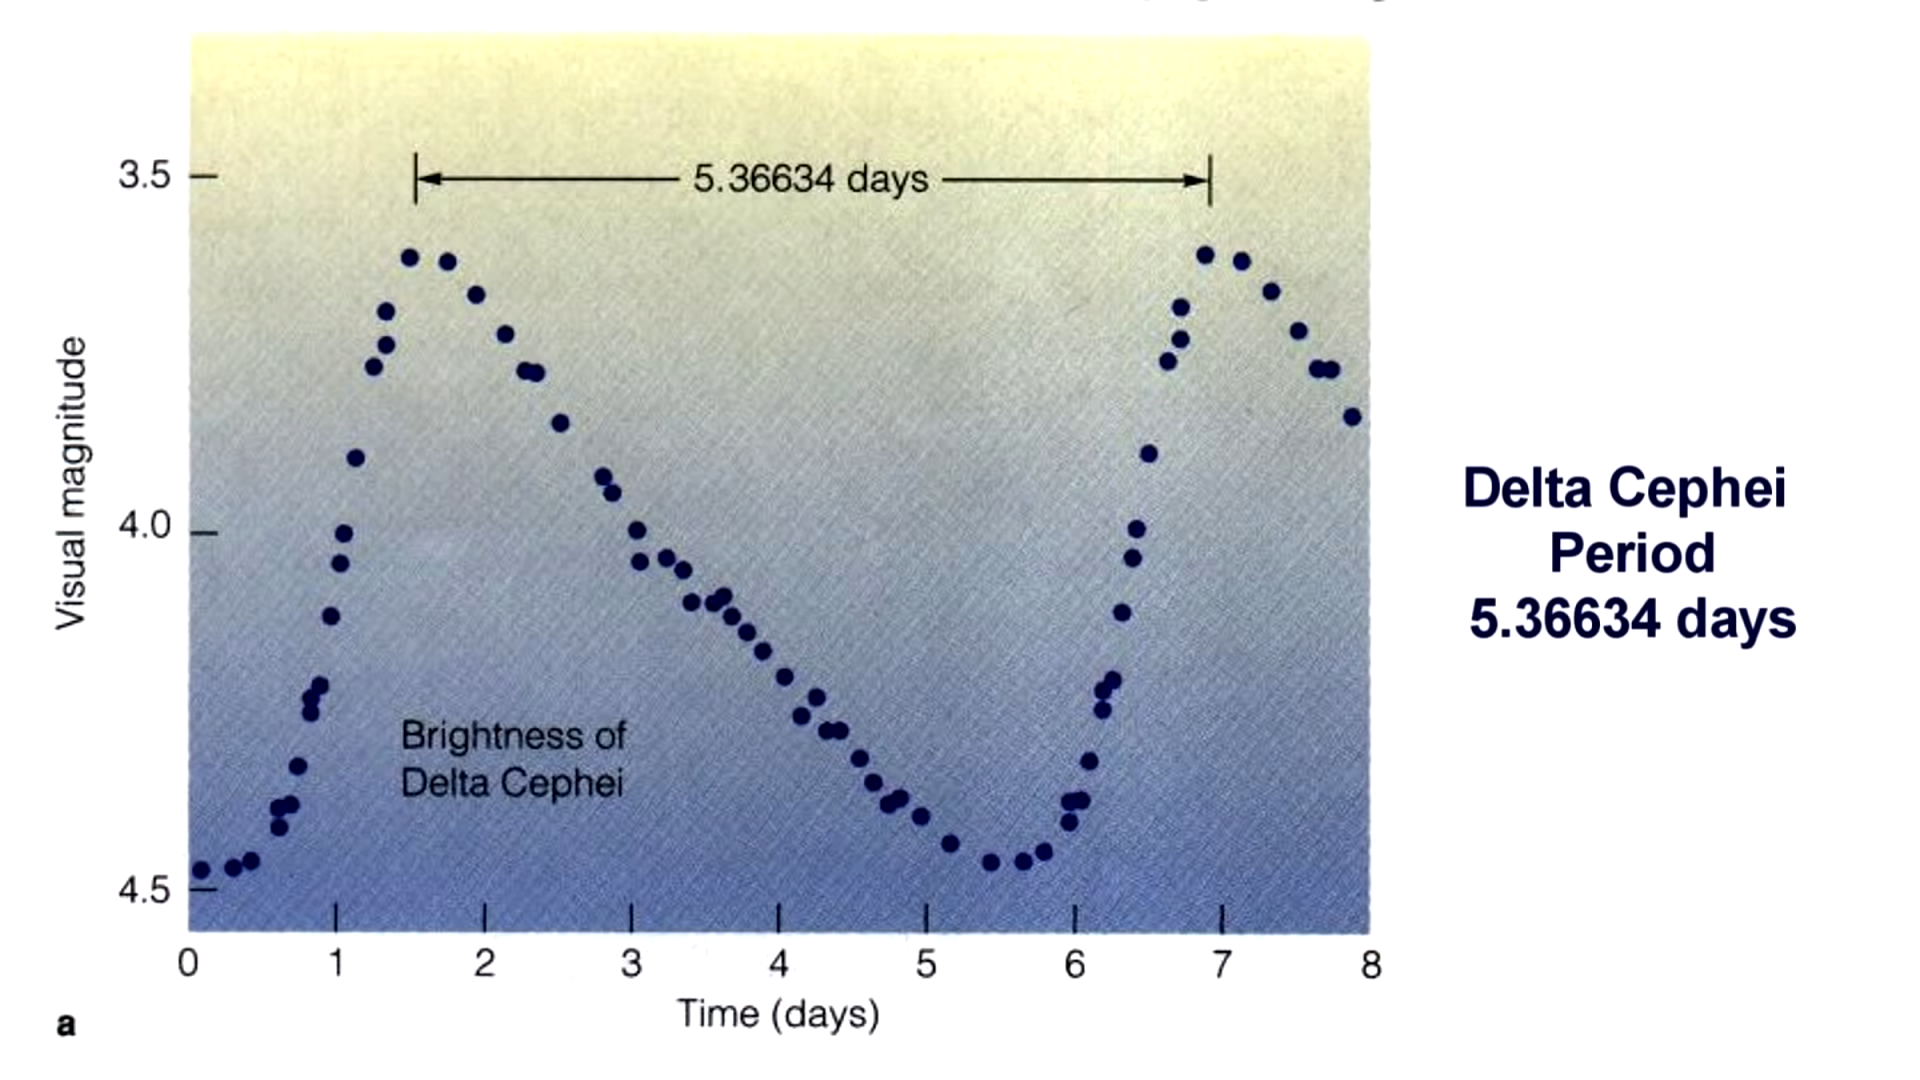 3.5
5.36634 days
Visual magnitude
4.0
Brightness of
Delta Cephei
4.5
0 1 2 3 4 5 6 7 8
Time (days)
a
Delta Cephei
Period
5.36634 days